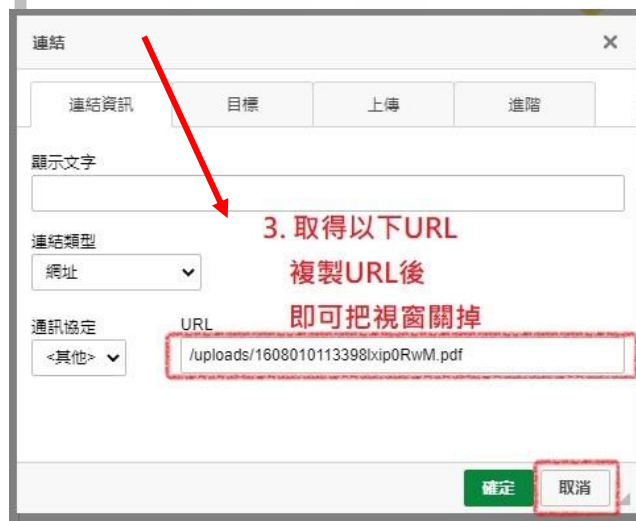 連結
連結資訊 目標 上傳 進階
顯示文字
3. 取得以下URL
連結類型
網址
複製URL後
即可把視窗關掉
通訊協定 URL
<其他> /uploads/1608010113398lxip0RwM.pdf
確定 取消